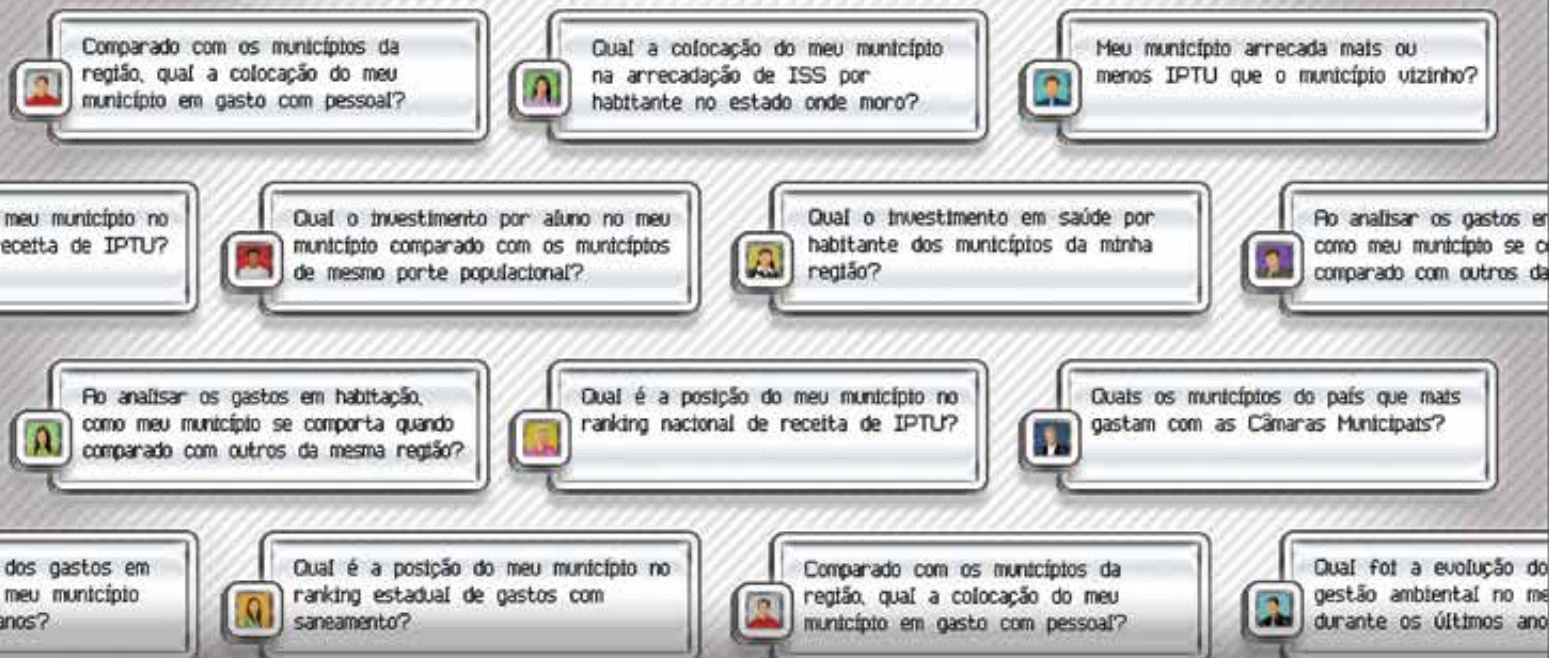 Comparado com os municípios da
região, qual a colocação do meu
município em gasto com pessoal?
Qual a colocação do meu município
na arrecadação de ISS por
habitante no estado onde moro?
Meu município arrecada mais ou
menos IPTU que o município vizinho?
meu município no
eceita de IPTU?
Qual o investimento por aluno no meu
município comparado com os municípios
de mesmo porte populacional?
Qual o investimento em saúde por
habitante dos municípios da minha
região?
Ao analisar os gastos em
como meu município se co
comparado com outros da
Ao analisar os gastos em habitação,
como meu município se comporta quando
comparado com outros da mesma região?
Qual é a posição do meu município no
ranking nacional de receita de IPTU?
Quais os municípios do país que mais
gastam com as Câmaras Municipais?
dos gastos em
meu município
anos?
Qual é a posição do meu município no
ranking estadual de gastos com
saneamento?
Comparado com os municípios da
região, qual a colocação do meu
município em gasto com pessoal?
Qual foi a evolução do
gestão ambiental no me
durante os últimos ano